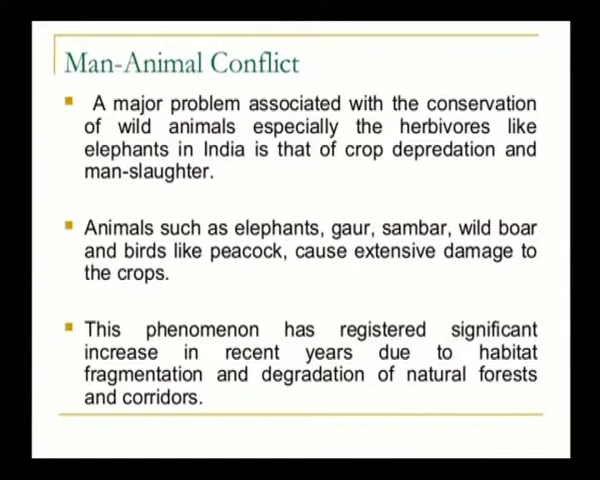 Man-Animal Conflict
A major problem associated with the conservation
of wild animals especially the herbivores like
elephants in India is that of crop depredation and
man-slaughter.
Animals such as elephants, gaur, sambar, wild boar
and birds like peacock, cause extensive damage to
the crops.
This phenomenon has registered significant
increase in recent years due to habitat
fragmentation and degradation of natural forests
and corridors.